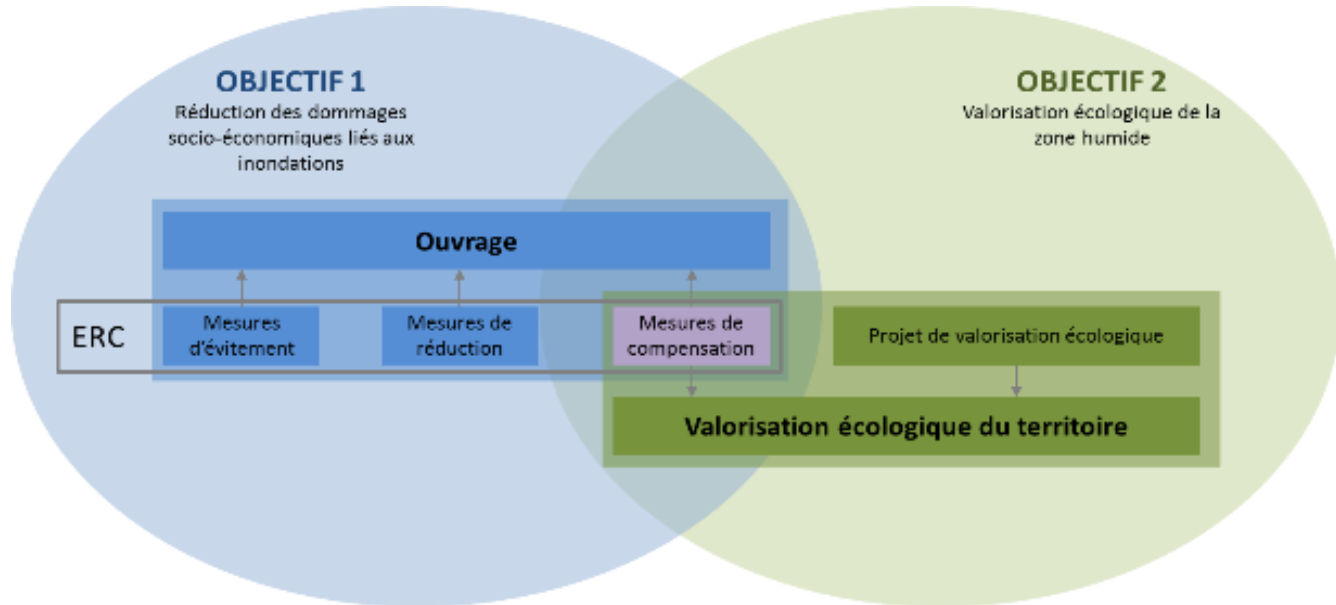 OBJECTIF 1
Réduction des dommages
socio-économiques liés aux
inondations
OBJECTIF 2
Valorisation écologique de la
zone humide
Ouvrage
ERC
Mesures
d'évitement
Mesures de
réduction
Mesures de
compensation
Projet de valorisation écologique
Valorisation écologique du territoire